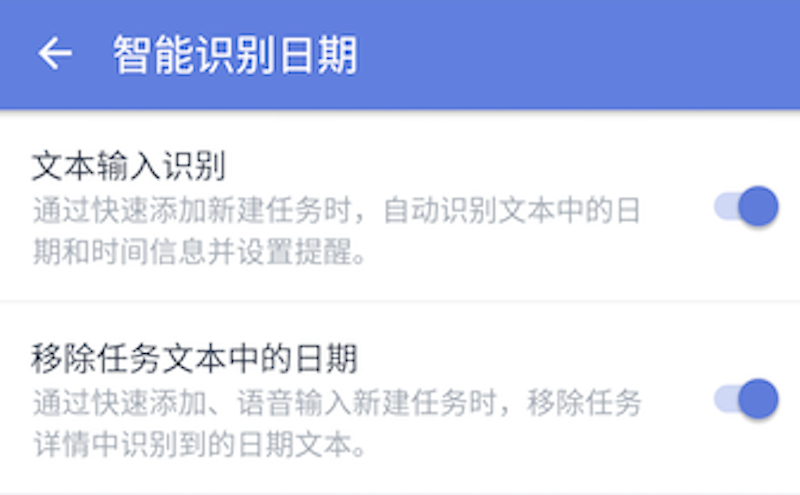 智能识别日期
文本输入识别
通过快速添加新建任务时，自动识别文本中的日
期和时间信息并设置提醒。
移除任务文本中的日期
通过快速添加、语音输入新建任务时，移除任务
详情中识别到的日期文本。